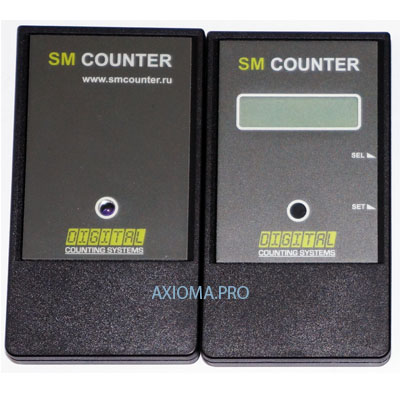 SM COUNTER
www.smcounter.ru
DIGITAL
COUNTING SYSTEMS
SM COUNTER
SEL
SET
DIGITAL
COUNTING SYSTEMS
AXIOMA.PRO